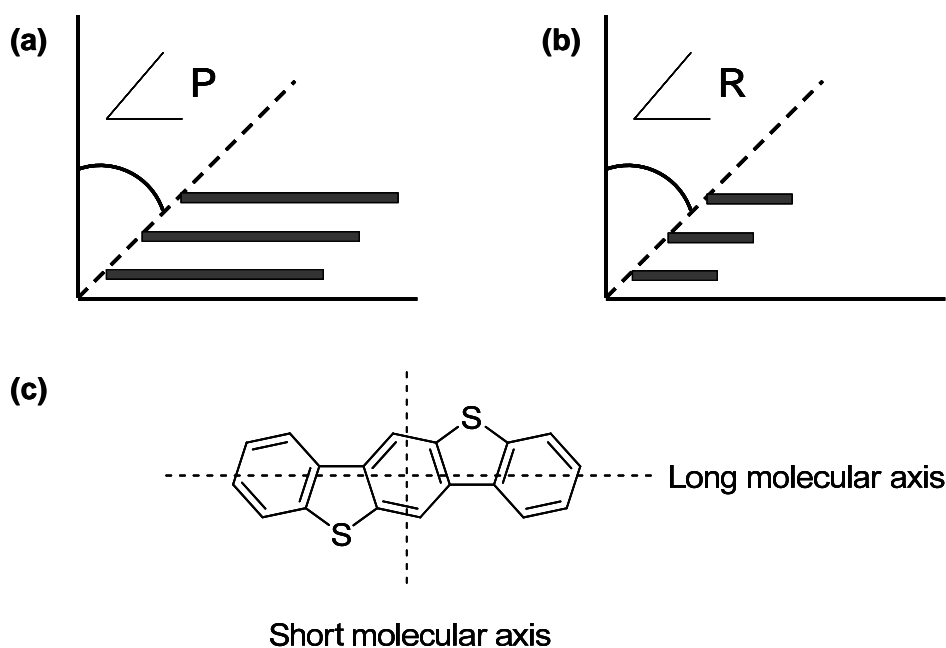 (a)
∠ P
(b)
∠ R
(c)
S
S
Long molecular axis
Short molecular axis